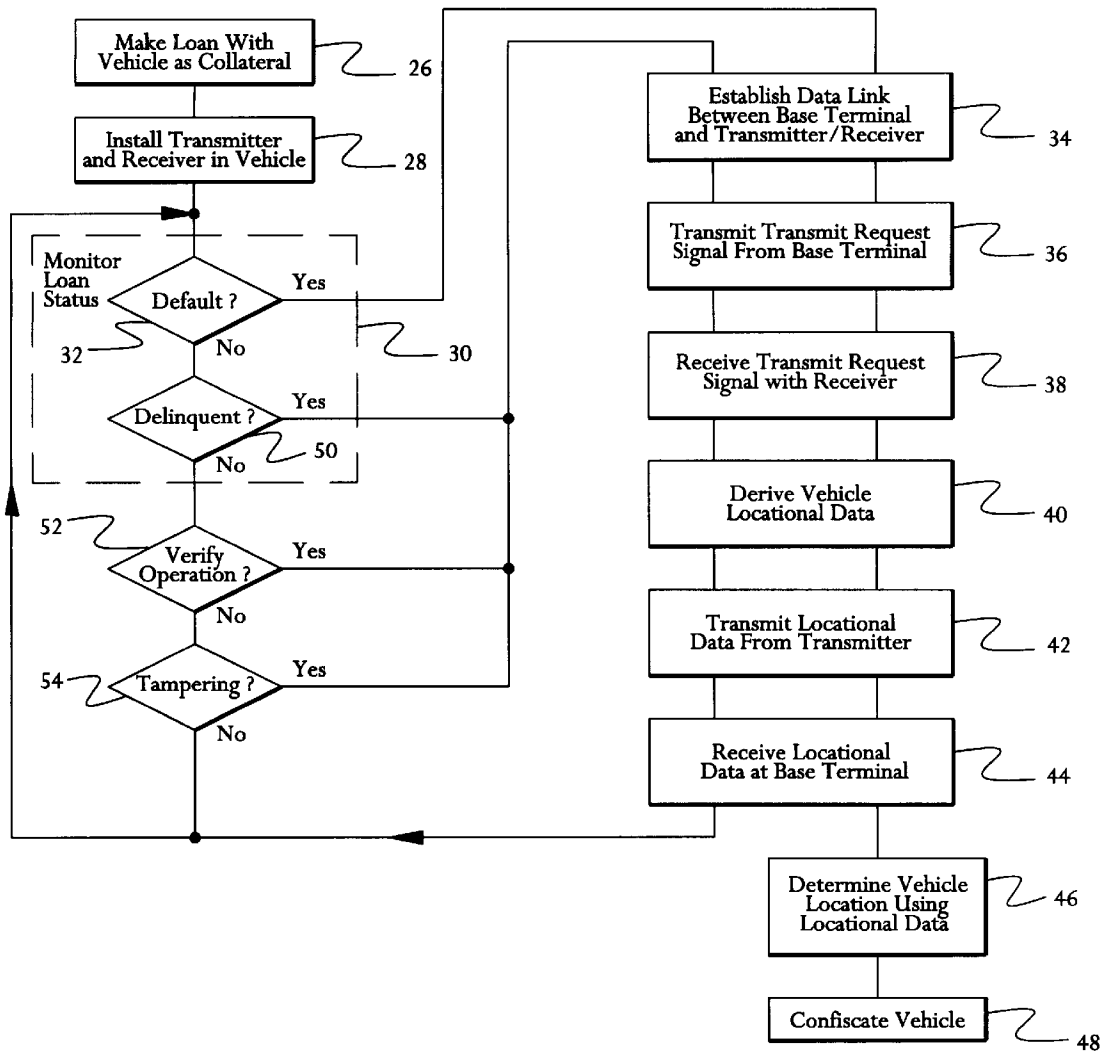 Make Loan With
Vehicle as Collateral
26
Install Transmitter
and Receiver in Vehicle
28
Monitor
Loan
Status
Default ?
Yes
32
No
30
Delinquent ?
Yes
50
No
52
Verify
Operation ?
Yes
No
54
Tampering ?
Yes
No
Establish Data Link
Between Base Terminal
and Transmitter/Receiver
34
Transmit Transmit Request
Signal From Base Terminal
36
Receive Transmit Request
Signal with Receiver
38
Derive Vehicle
Locational Data
40
Transmit Locational
Data From Transmitter
42
Receive Locational
Data at Base Terminal
44
Determine Vehicle
Location Using
Locational Data
46
Confiscate Vehicle
48